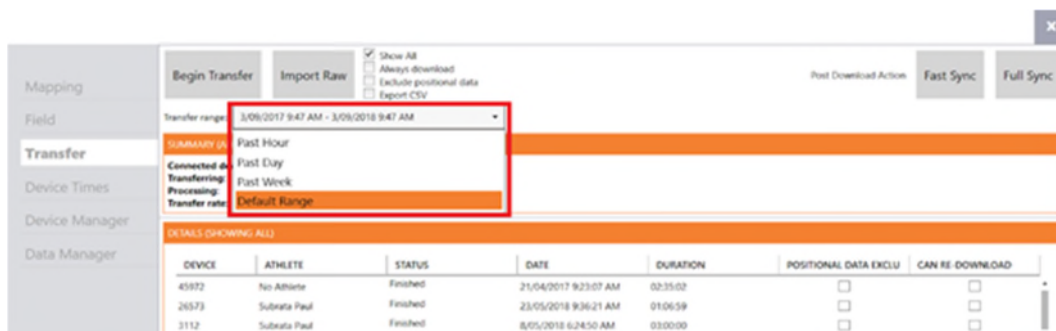 x
Mapping
Field
Transfer
Device Times
Device Manager
Data Manager
Begin Transfer
Import Raw
Show All
Always download
Exclude positional data
Export CSV
Post Download Action
Fast Sync
Full Sync
Transfer range: 3/09/2017 9:47 AM - 3/09/2018 9:47 AM
Past Hour
Past Day
Past Week
Default Range
SUMMARY (A
Connected de
Transferring:
Processing:
Transfer rate:
DETAILS (SHOWING ALL)
DEVICE ATHLETE STATUS DATE DURATION POSITIONAL DATA EXCLU CAN RE-DOWNLOAD
45972 No Athlete Finished 21/04/2017 9:23:07 AM 02:35:02
26573 Subrata Paul Finished 23/05/2018 9:36:21 AM 01:06:59
3112 Subrata Paul Finished 8/05/2018 6:24:50 AM 03:00:00